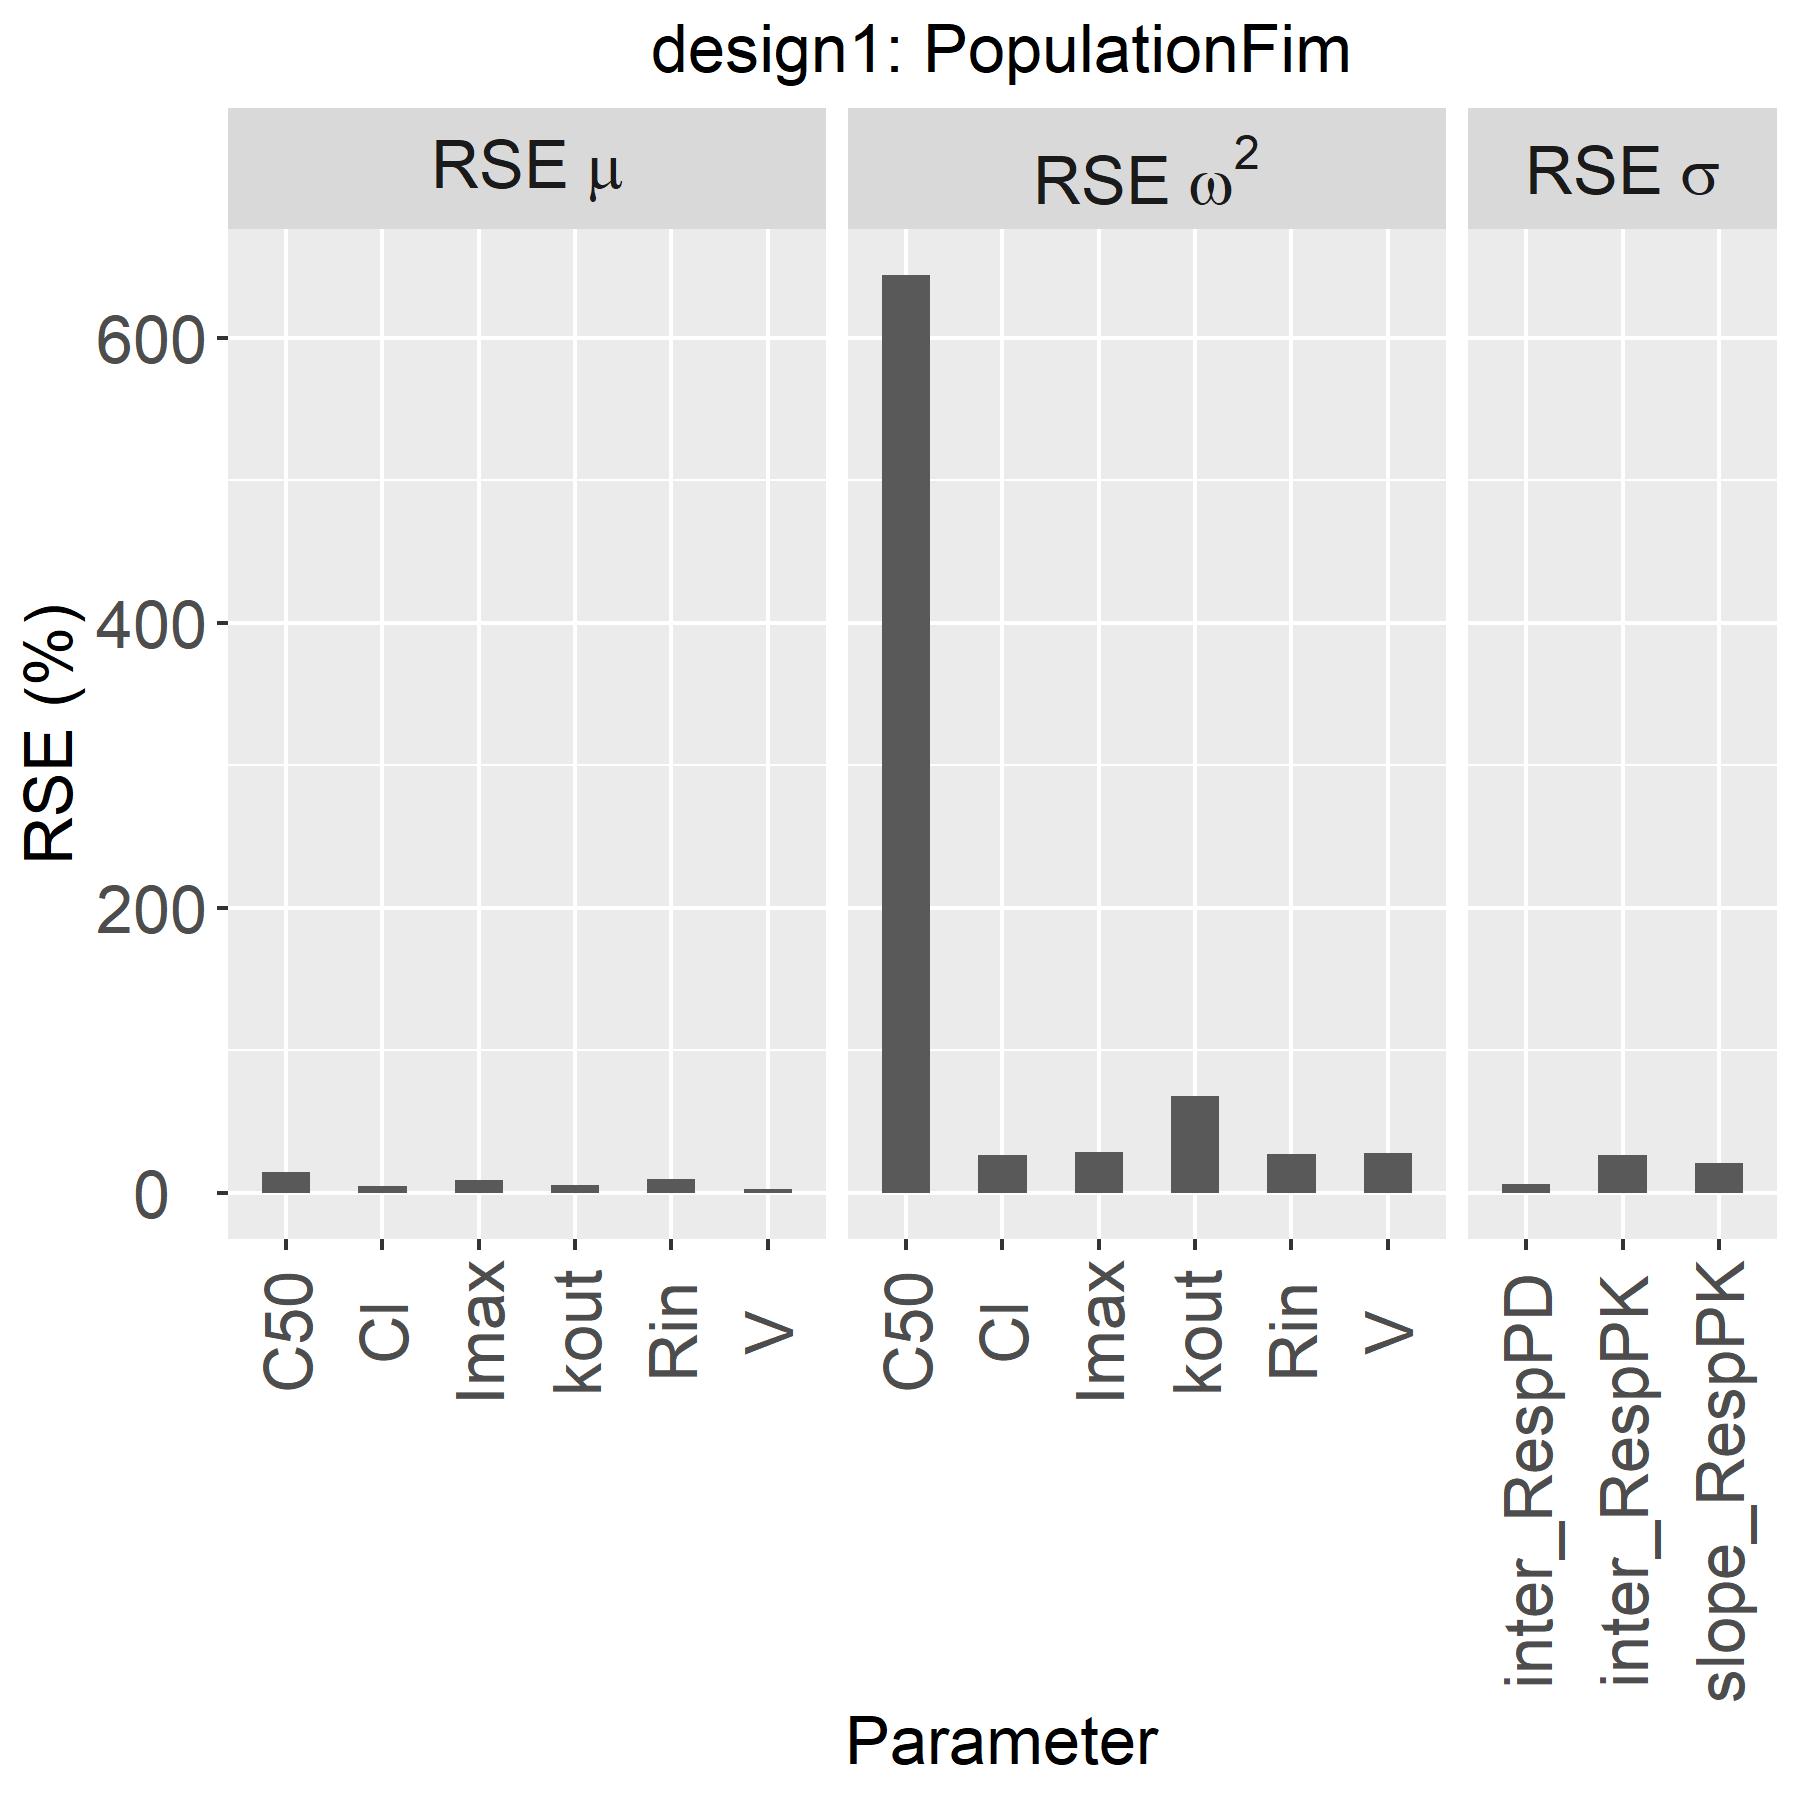 design1: PopulationFim
RSE μ
RSE ω²
RSE σ
RSE (%)
600
400
200
0
C50
Cl
Imax
kout
Rin
V
C50
Cl
Imax
kout
Rin
V
inter_RespPD
inter_RespPK
slope_RespPK
Parameter